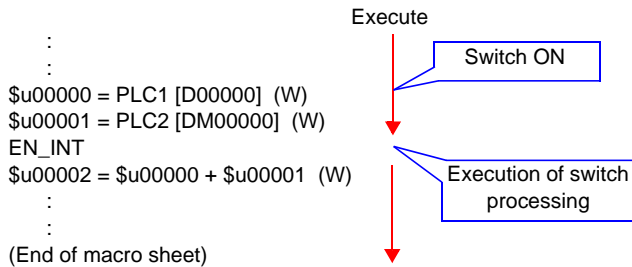 Execute
:
:
Switch ON
$u00000 = PLC1 [D00000] (W)
$u00001 = PLC2 [DM00000] (W)
EN_INT
$u00002 = $u00000 + $u00001 (W)
Execution of switch
processing
:
:
(End of macro sheet)